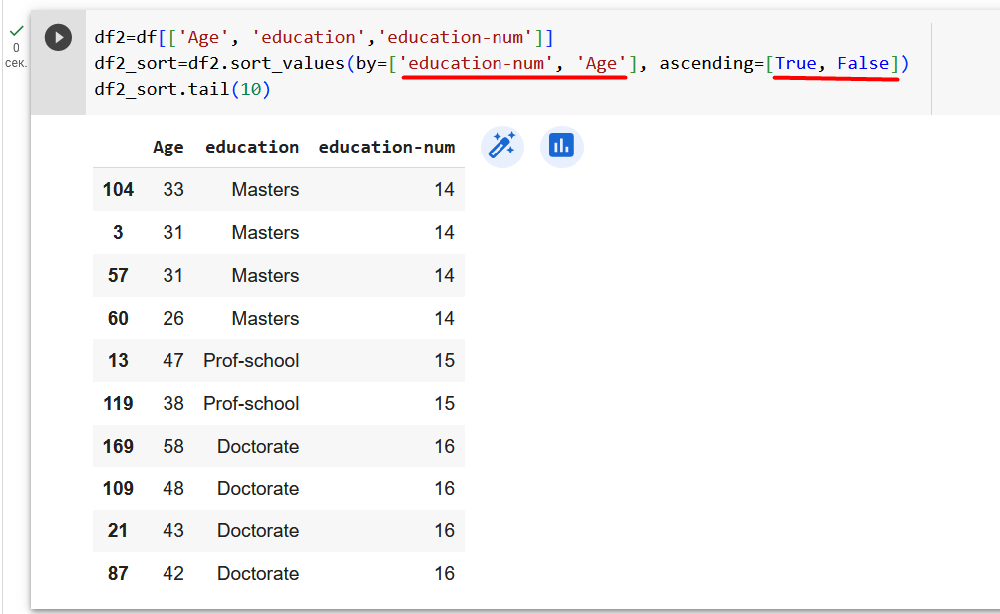 df2=df[['Age', 'education','education-num']]
0
df2_sort=df2.sort_values(by=['education-num', 'Age'], ascending=[True, False])
сек.
df2_sort.tail(10)
Age education education-num
104 33 Masters 14
3 31 Masters 14
57 31 Masters 14
60 26 Masters 14
13 47 Prof-school 15
119 38 Prof-school 15
169 58 Doctorate 16
109 48 Doctorate 16
21 43 Doctorate 16
87 42 Doctorate 16